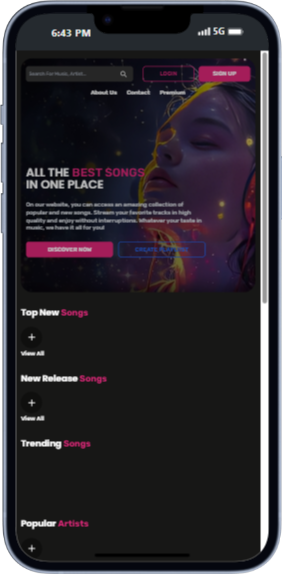 6:43 PM 5G
Search For Music, Artist...
LOGIN
SIGN UP
About Us Contact Premium
ALL THE BEST SONGS
IN ONE PLACE
On our website, you can access an amazing collection of
popular and new songs. Stream your favorite tracks in high
quality and enjoy without interruptions. Whatever your taste in
music, we have it all for you!
DISCOVER NOW
CREATE PLAYLIST
Top New Songs
+
View All
New Release Songs
+
View All
Trending Songs
Popular Artists
+